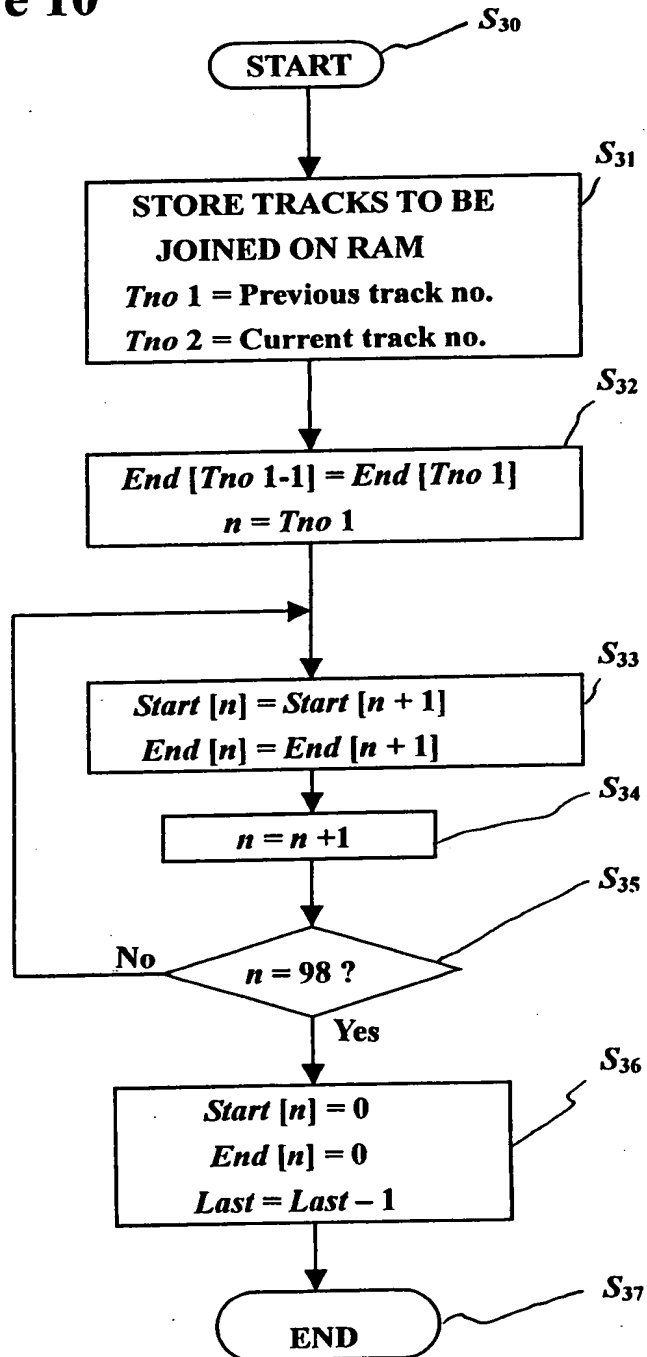 e 10
START
S30
STORE TRACKS TO BE
JOINED ON RAM
Tno 1 = Previous track no.
Tno 2 = Current track no.
S31
End [Tno 1-1] = End [Tno 1]
n = Tno 1
S32
Start [n] = Start [n + 1]
End [n] = End [n + 1]
S33
n = n +1
S34
n = 98 ?
S35
No
Yes
Start [n] = 0
End [n] = 0
Last = Last – 1
S36
END
S37